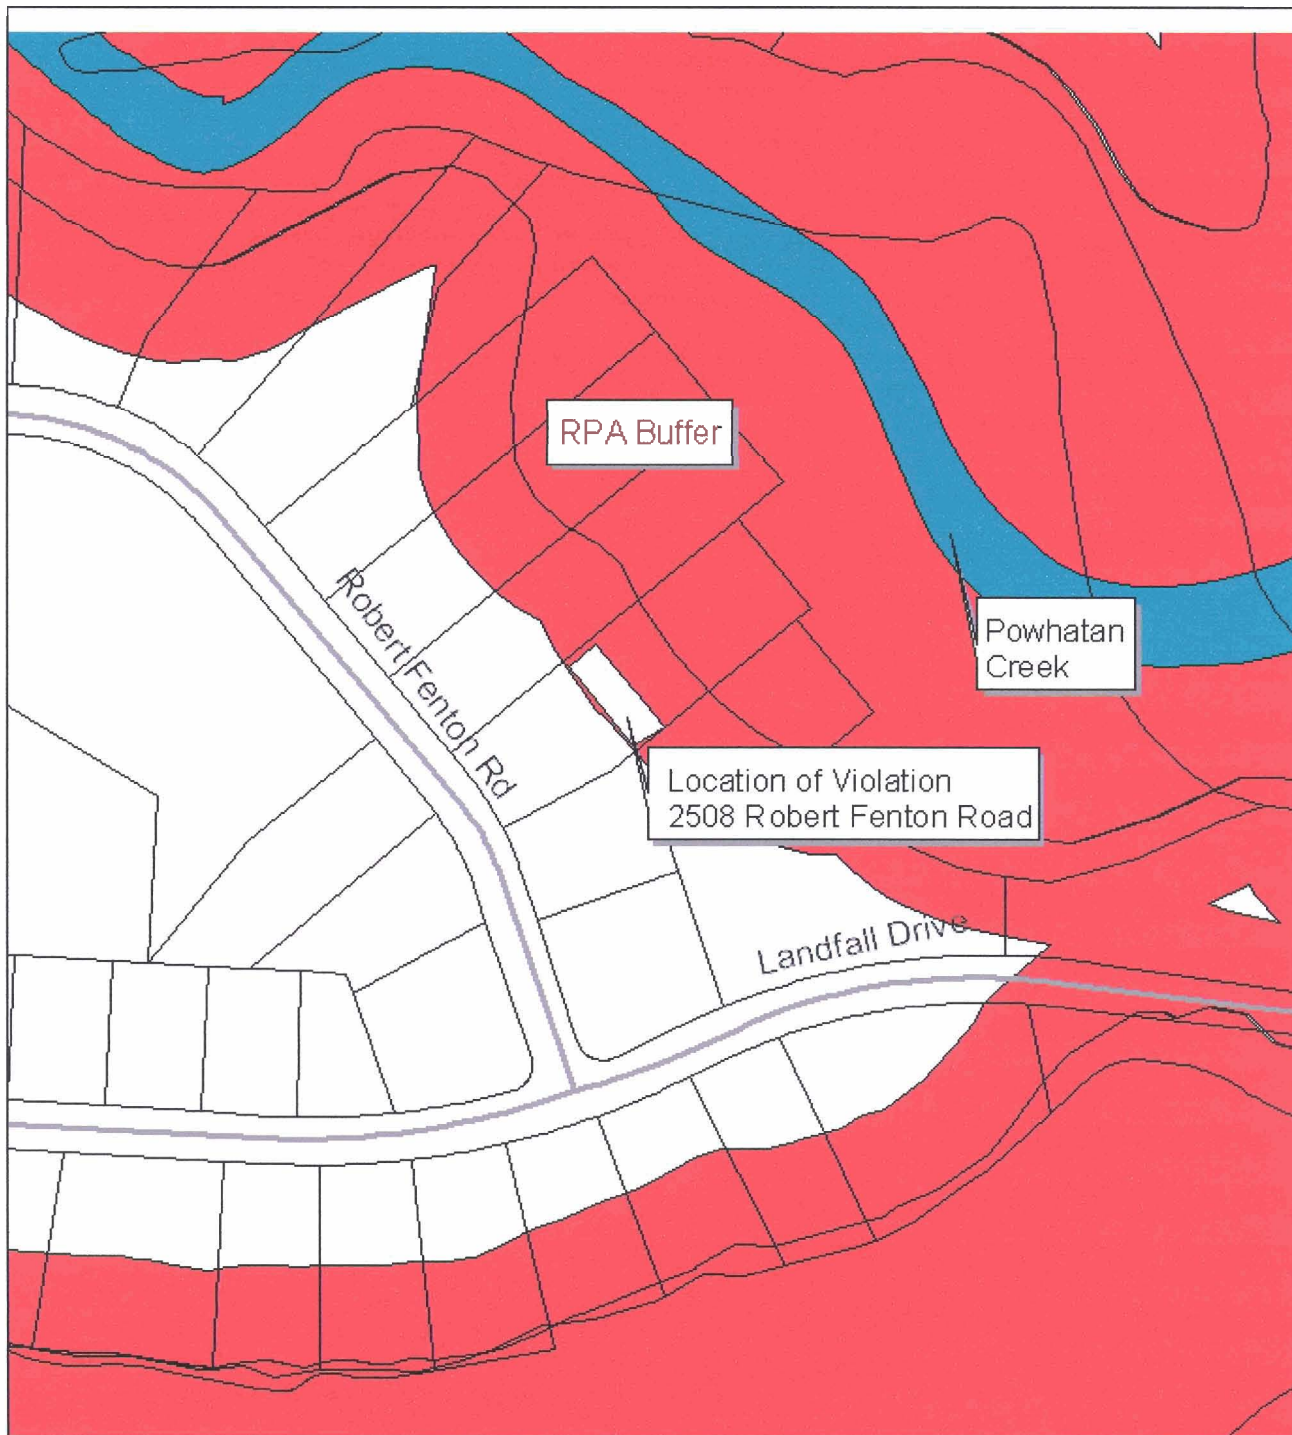 RPA Buffer
Robert Fenton Rd
Powhatan
Creek
Location of Violation
2508 Robert Fenton Road
Landfall Drive